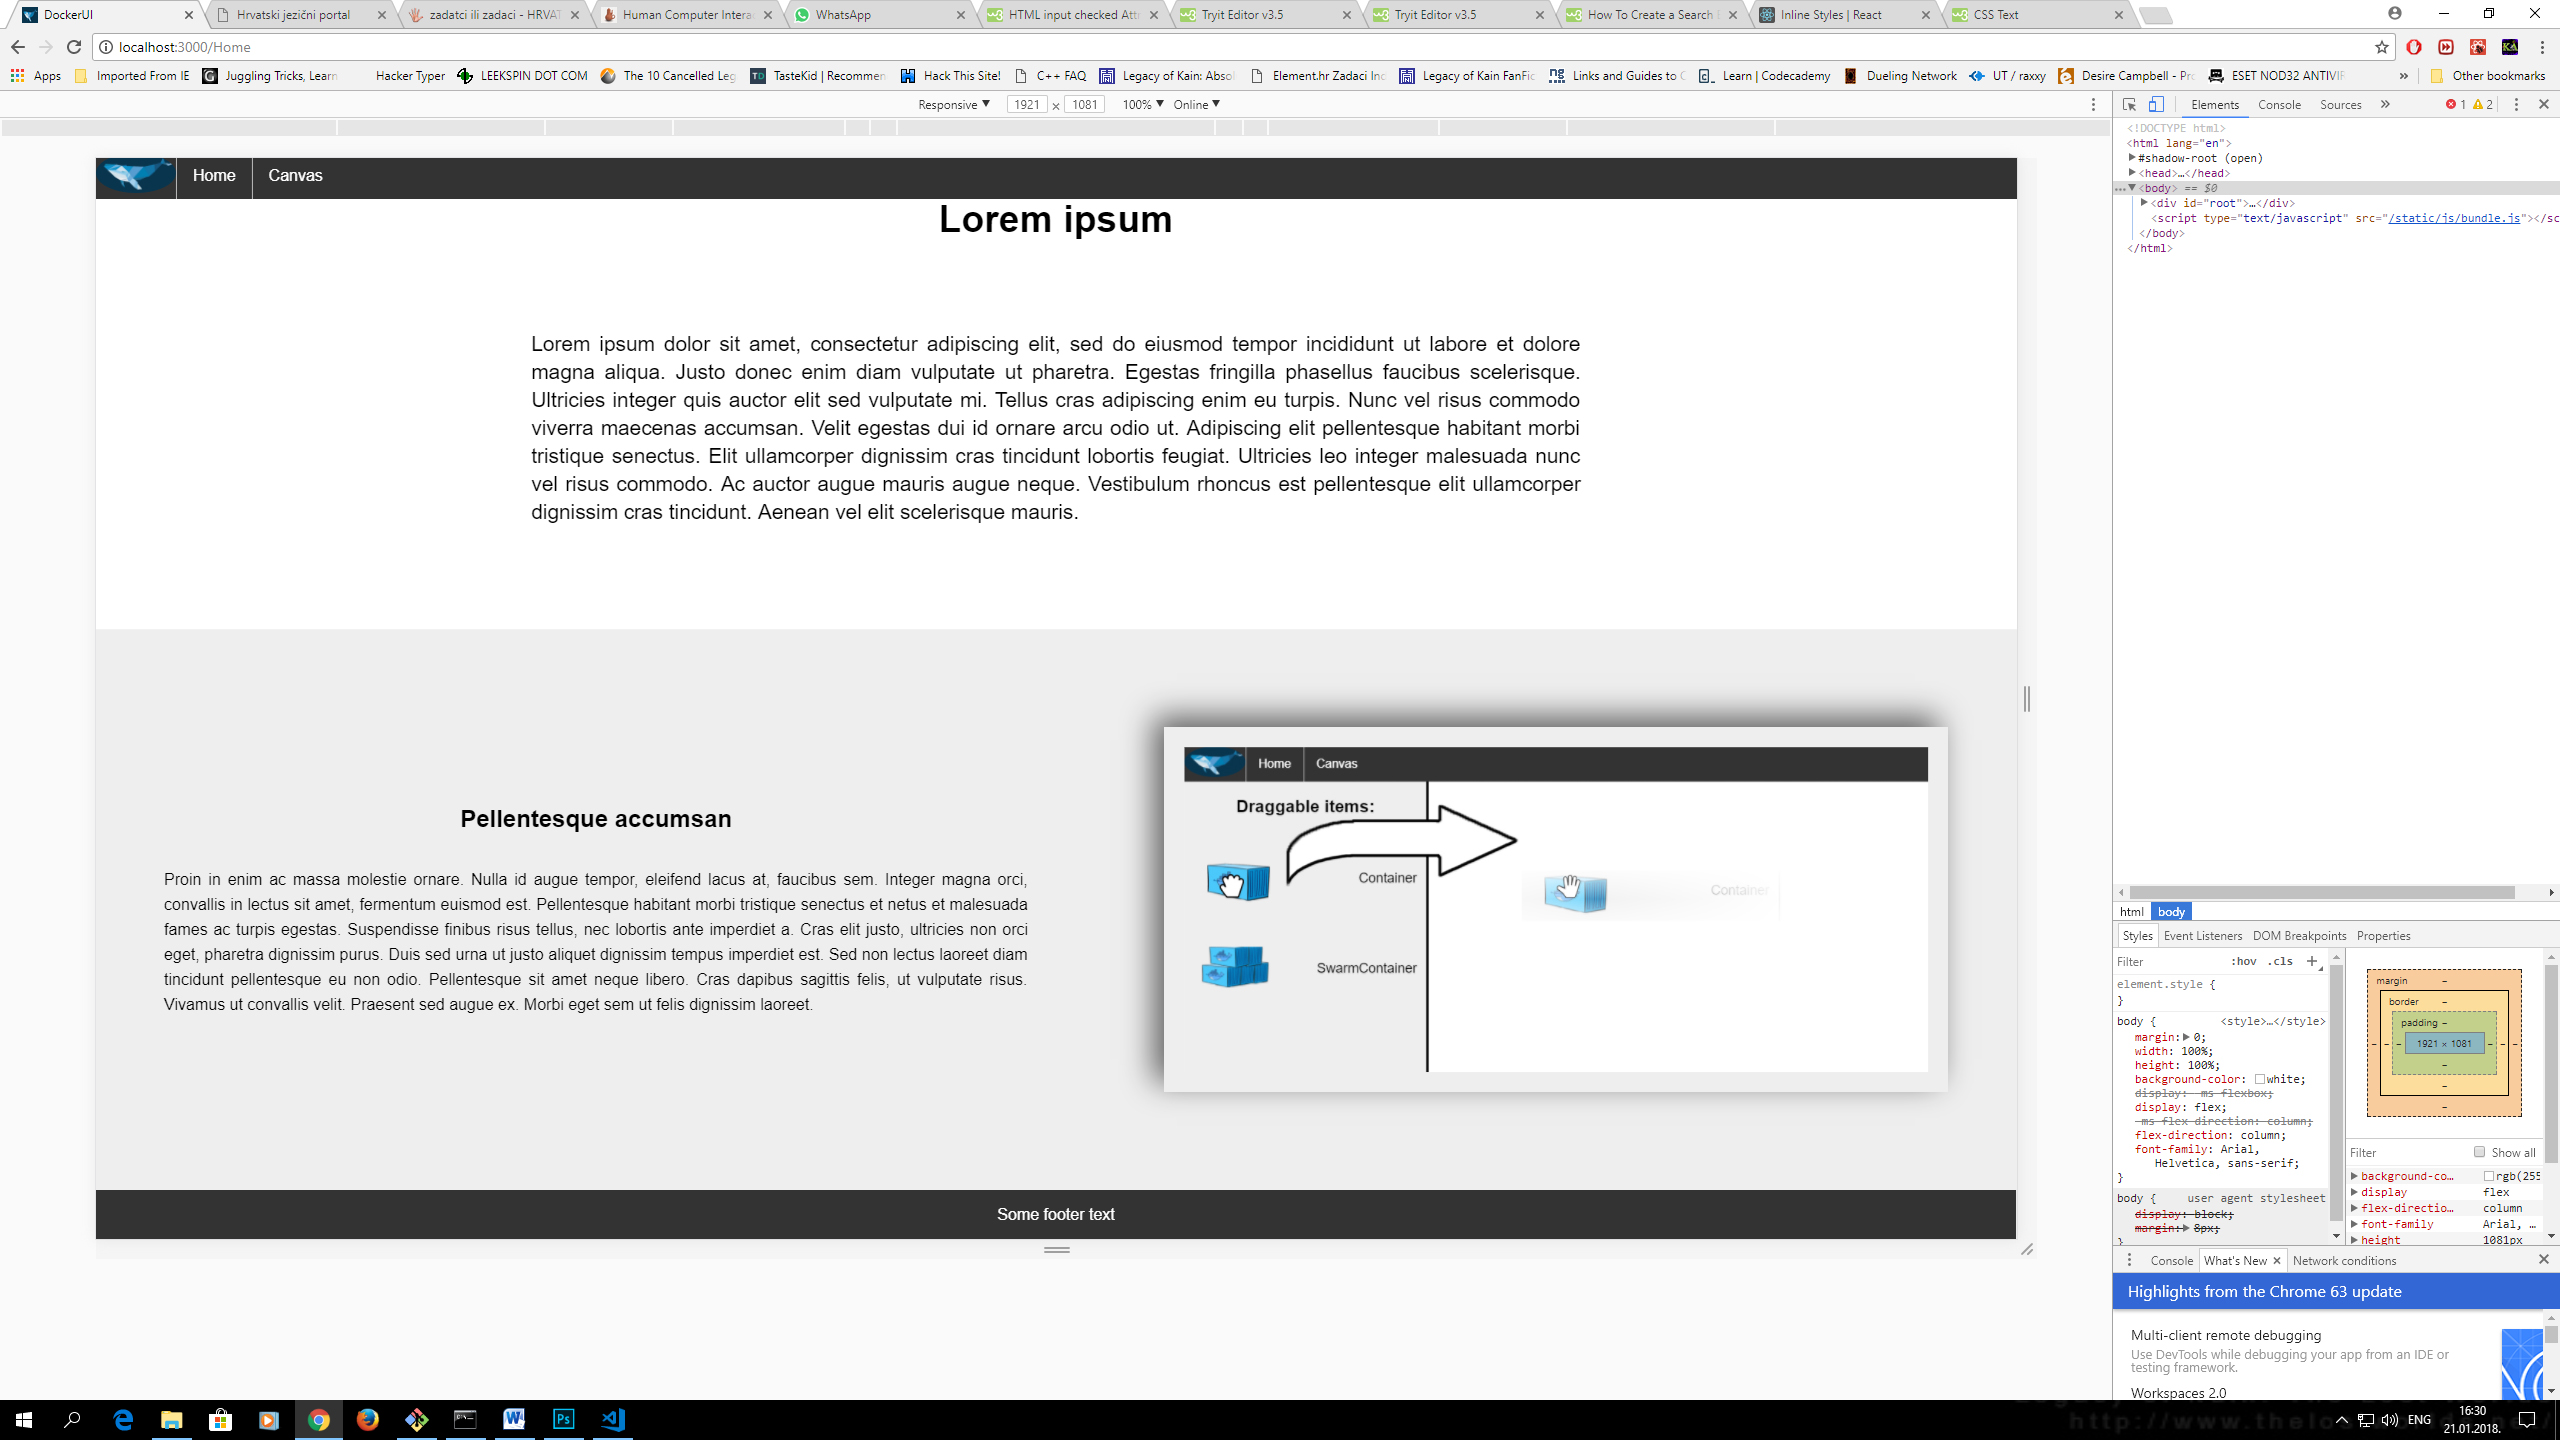 DockerUI
Hrvatski jezični portal
zadatci ili zadaci - HRVAT
Human Computer Intera
WhatsApp
HTML input checked Att
Tryit Editor v3.5
Tryit Editor v3.5
How To Create a Search
Inline Styles | React
CSS Text
localhost:3000/Home
Apps
Imported From IE
Juggling Tricks, Learn
Hacker Typer
LEEKSPIN DOT COM
The 10 Cancelled Leg
TasteKid | Recommen
Hack This Site!
C++ FAQ
Legacy of Kain: Absol
Element.hr Zadaci Inc
Legacy of Kain FanFic
Links and Guides to C
Learn | Codecademy
Dueling Network
UT / raxxy
Desire Campbell - Pro
ESET NOD32 ANTIVIR
Other bookmarks
Responsive 1921 × 1081 100% Online
Elements Console Sources 1 2
Home Canvas
Lorem ipsum
Lorem ipsum dolor sit amet, consectetur adipiscing elit, sed do eiusmod tempor incididunt ut labore et dolore
magna aliqua. Justo donec enim diam vulputate ut pharetra. Egestas fringilla phasellus faucibus scelerisque.
Ultricies integer quis auctor elit sed vulputate mi. Tellus cras adipiscing enim eu turpis. Nunc vel risus commodo
viverra maecenas accumsan. Velit egestas dui id ornare arcu odio ut. Adipiscing elit pellentesque habitant morbi
tristique senectus. Elit ullamcorper dignissim cras tincidunt lobortis feugiat. Ultricies leo integer malesuada nunc
vel risus commodo. Ac auctor augue mauris augue neque. Vestibulum rhoncus est pellentesque elit ullamcorper
dignissim cras tincidunt. Aenean vel elit scelerisque mauris.
Pellentesque accumsan
Proin in enim ac massa molestie ornare. Nulla id augue tempor, eleifend lacus at, faucibus sem. Integer magna orci,
convallis in lectus sit amet, fermentum euismod est. Pellentesque habitant morbi tristique senectus et netus et malesuada
fames ac turpis egestas. Suspendisse finibus risus tellus, nec lobortis ante imperdiet a. Cras elit justo, ultricies non orci
eget, pharetra dignissim purus. Duis sed urna ut justo aliquet dignissim tempus imperdiet est. Sed non lectus laoreet diam
tincidunt pellentesque eu non odio. Pellentesque sit amet neque libero. Cras dapibus sagittis felis, ut vulputate risus.
Vivamus ut convallis velit. Praesent sed augue ex. Morbi eget sem ut felis dignissim laoreet.
Home Canvas
Draggable items:
Container
Container
SwarmContainer
Some footer text
<!DOCTYPE html>
<html lang="en">
#shadow-root (open)
<head>…</head>
<body> == $0
<div id="root">…</div>
<script type="text/javascript" src="/static/js/bundle.js"></sc
</body>
</html>
html body
Styles Event Listeners DOM Breakpoints Properties
Filter :hov .cls +
element.style {
}
body { <style>…</style>
margin: 0;
width: 100%;
height: 100%;
background-color: white;
display: -ms-flexbox;
display: flex;
-ms-flex-direction: column;
flex-direction: column;
font-family: Arial,
Helvetica, sans-serif;
}
body { user agent stylesheet
display: block;
margin: 8px;
}
margin –
border –
padding –
1921 × 1081
Filter Show all
background-co… rgb(255
display flex
flex-directio… column
font-family Arial, …
height 1081px
Console What's New Network conditions
Highlights from the Chrome 63 update
Multi-client remote debugging
Use DevTools while debugging your app from an IDE or
testing framework.
Workspaces 2.0
ENG
16:30
21.01.2018.